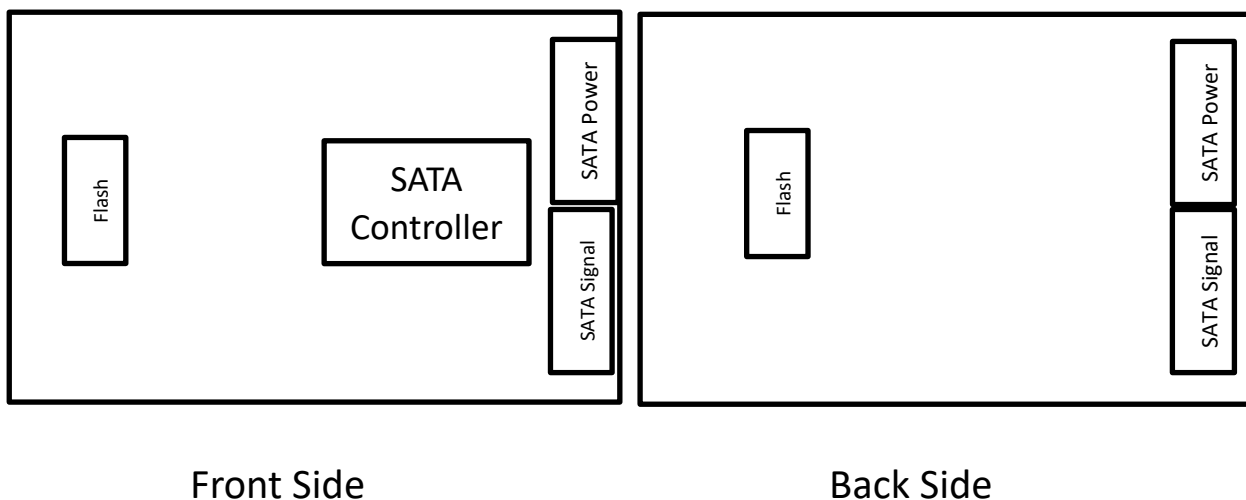 Flash
SATA
Controller
SATA Power
SATA Signal
Front Side
Flash
SATA Power
SATA Signal
Back Side